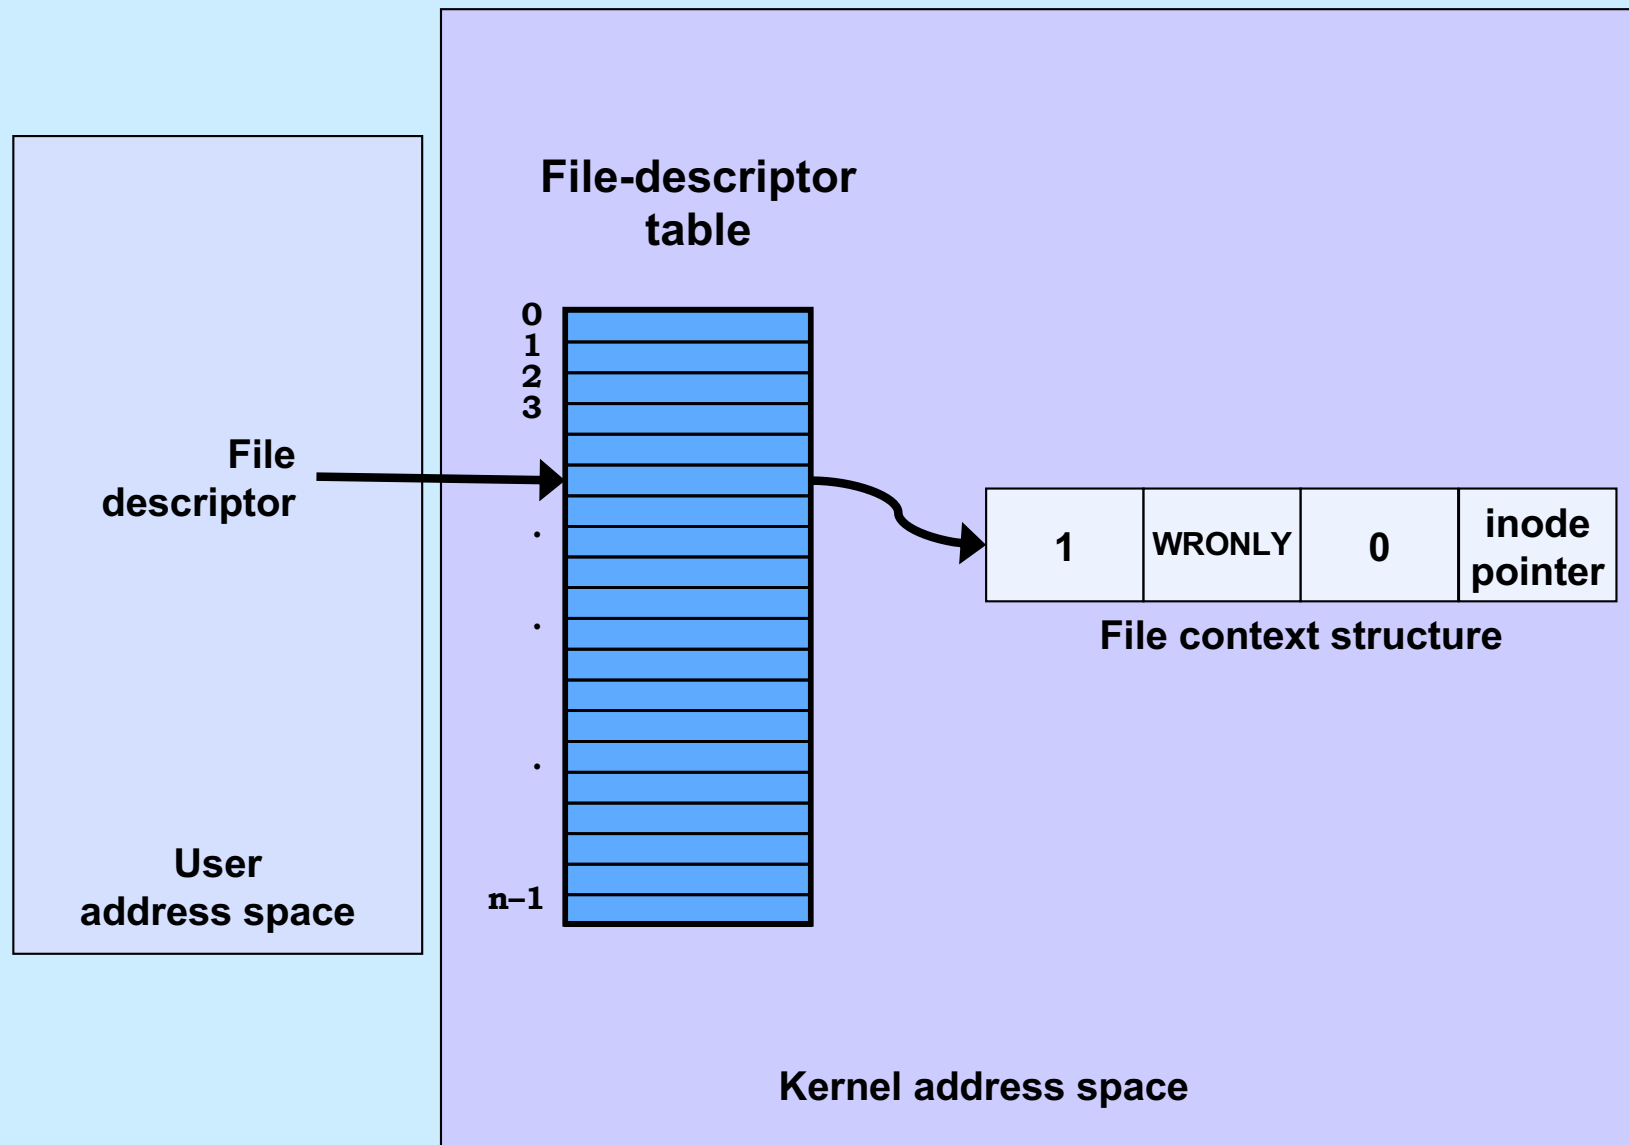 File-descriptor
table
0
1
2
3
.
.
.
n–1
File
descriptor
1
WRONLY
0
inode
pointer
File context structure
User
address space
Kernel address space